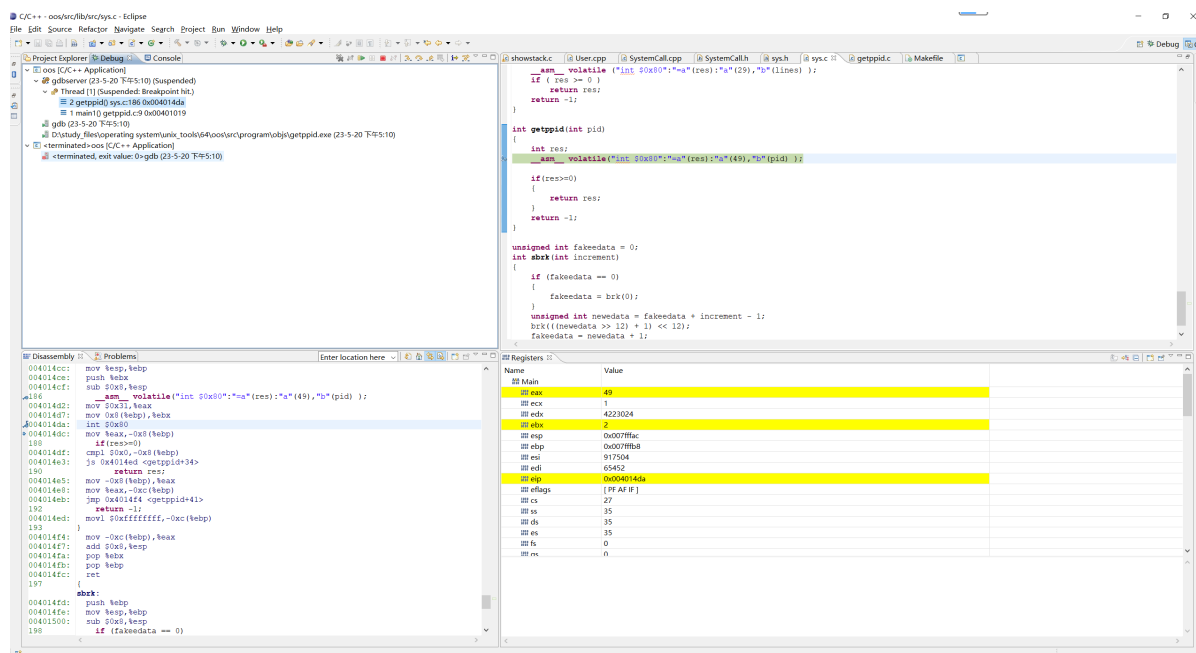 C/C++ - oos/src/lib/src/sys.c - Eclipse
File Edit Source Refactor Navigate Search Project Run Window Help
Debug
Project Explorer Debug Console
oos [C/C++ Application]
gdbserver (23-5-20 下午5:10) (Suspended)
Thread [1] (Suspended: Breakpoint hit.)
2 getppid() sys.c:186 0x004014da
1 main1() getppid.c:9 0x00401019
gdb (23-5-20 下午5:10)
D:\study_files\operating system\unix_tools\64\oos\src\program\objs\getppid.exe (23-5-20 下午5:10)
<terminated>oos [C/C++ Application]
<terminated, exit value: 0>gdb (23-5-20 下午5:10)
showstack.c User.cpp SystemCall.cpp SystemCall.h sys.h sys.c getppid.c Makefile
__asm__ volatile ("int $0x80":"=a"(res):"a"(29),"b"(lines) );
if ( res >= 0 )
return res;
return -1;
}
int getppid(int pid)
{
int res;
__asm__ volatile("int $0x80":"=a"(res):"a"(49),"b"(pid) );
if(res>=0)
{
return res;
}
return -1;
}
unsigned int fakeedata = 0;
int sbrk(int increment)
{
if (fakeedata == 0)
{
fakeedata = brk(0);
}
unsigned int newedata = fakeedata + increment - 1;
brk(((newedata >> 12) + 1) << 12);
fakeedata = newedata + 1;
Disassembly Problems
Enter location here
004014cc: mov %esp,%ebp
004014ce: push %ebx
004014cf: sub $0x8,%esp
186 __asm__ volatile("int $0x80":"=a"(res):"a"(49),"b"(pid) );
004014d2: mov $0x31,%eax
004014d7: mov 0x8(%ebp),%ebx
004014da: int $0x80
004014dc: mov %eax,-0x8(%ebp)
188 if(res>=0)
004014df: cmpl $0x0,-0x8(%ebp)
004014e3: js 0x4014ed <getppid+34>
190 return res;
004014e5: mov -0x8(%ebp),%eax
004014e8: mov %eax,-0xc(%ebp)
004014eb: jmp 0x4014f4 <getppid+41>
192 return -1;
004014ed: movl $0xffffffff,-0xc(%ebp)
193 }
004014f4: mov -0xc(%ebp),%eax
004014f7: add $0x8,%esp
004014fa: pop %ebx
004014fb: pop %ebp
004014fc: ret
197 {
sbrk:
004014fd: push %ebp
004014fe: mov %esp,%ebp
00401500: sub $0x8,%esp
198 if (fakeedata == 0)
Registers
Name Value
Main
eax 49
ecx 1
edx 4223024
ebx 2
esp 0x007fffac
ebp 0x007fffb8
esi 917504
edi 65452
eip 0x004014da
eflags [ PF AF IF ]
cs 27
ss 35
ds 35
es 35
fs 0
gs 0